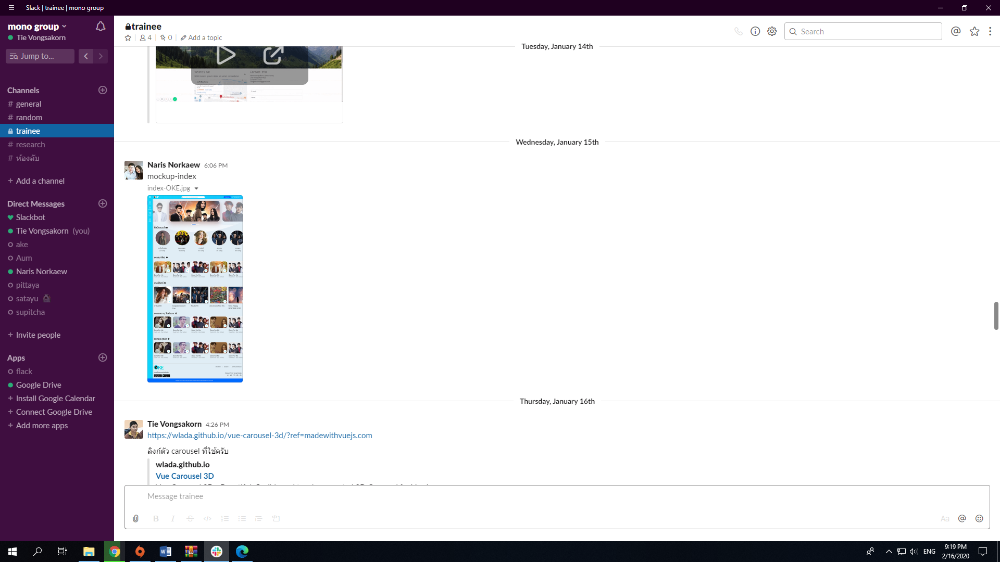 Slack | trainee | mono group
mono group
Tie Vongsakorn
Jump to...
Channels
# general
# random
trainee
# research
# ห้องลับ
+ Add a channel
Direct Messages
Slackbot
Tie Vongsakorn (you)
ake
Aum
Naris Norkaew
pittaya
satayu
supitcha
+ Invite people
Apps
flack
Google Drive
+ Install Google Calendar
+ Connect Google Drive
+ Add more apps
trainee
4
0
Add a topic
Search
Tuesday, January 14th
Where's we
Contact Info
Wednesday, January 15th
Naris Norkaew 6:06 PM
mockup-index
index-OKE.jpg
OKE
Thursday, January 16th
Tie Vongsakorn 4:26 PM
https://wlada.github.io/vue-carousel-3d/?ref=madewithvuejs.com
ลิงก์ตัว carousel ที่ใช้ครับ
wlada.github.io
Vue Carousel 3D
Message trainee
B I S </>
Aa @
ENG
9:19 PM
2/16/2020